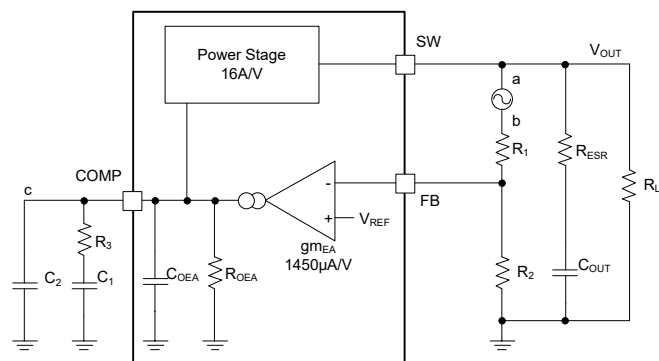 Power Stage
16A/V
SW
VOUT
a
b
R1
RESR
RL
COMP
c
FB
-
+
VREF
gmEA
1450µA/V
R3
C2
C1
COEA
ROEA
R2
COUT